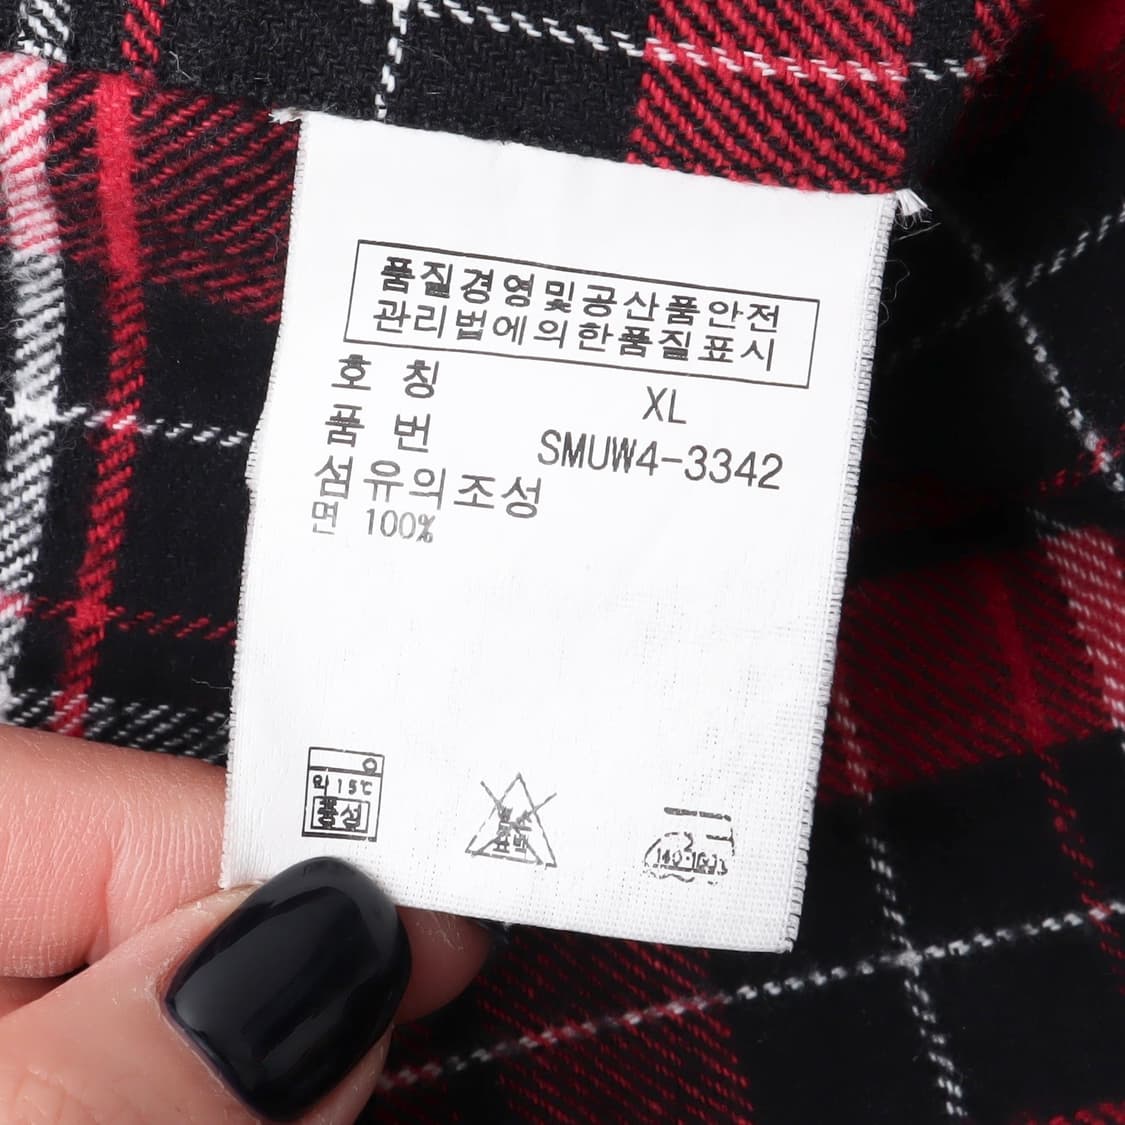 품질경영및공산품안전
관리법에의한품질표시
호 칭 XL
품 번 SMUW4-3342
섬유의조성
면 100%
약 15℃
중성
표백